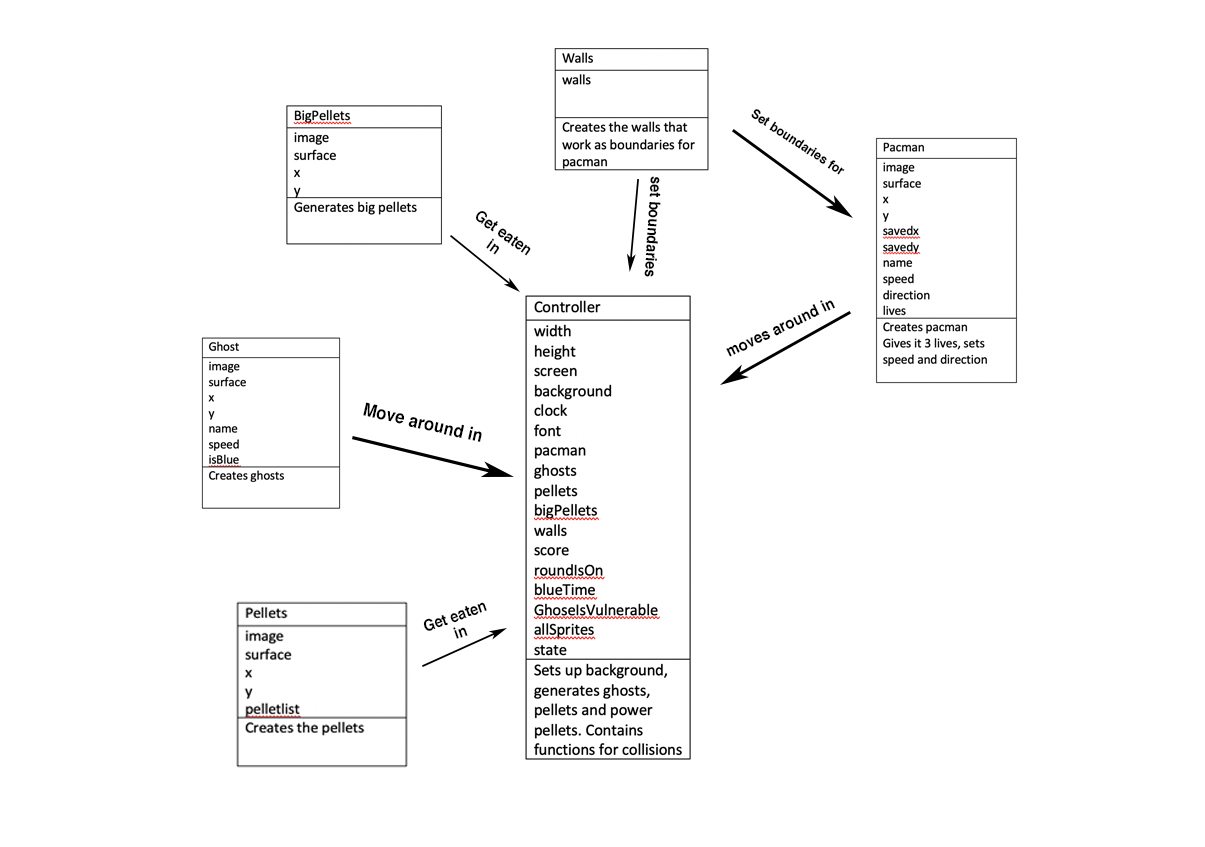 Walls
walls
Creates the walls that
work as boundaries for
pacman
BigPellets
image
surface
x
y
Generates big pellets
Set boundaries for
Pacman
image
surface
x
y
savedx
savedy
name
speed
direction
lives
Creates pacman
Gives it 3 lives, sets
speed and direction
set boundaries
Get eaten
in
moves around in
Controller
width
height
screen
background
clock
font
pacman
ghosts
pellets
bigPellets
walls
score
roundIsOn
blueTime
GhoseIsVulnerable
allSprites
state
Sets up background,
generates ghosts,
pellets and power
pellets. Contains
functions for collisions
Ghost
image
surface
x
y
name
speed
isBlue
Creates ghosts
Move around in
Pellets
image
surface
x
y
pelletlist
Creates the pellets
Get eaten
in